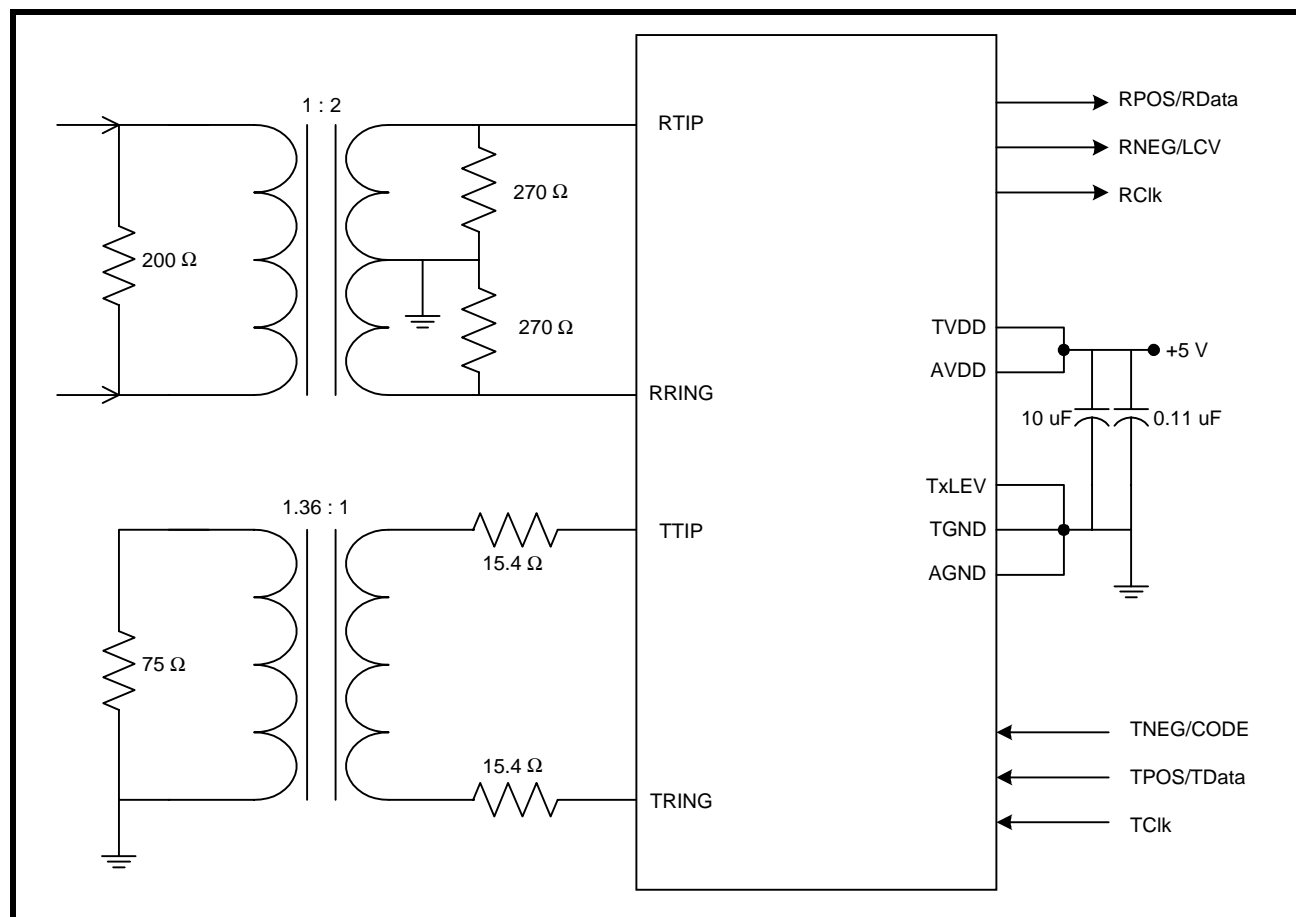 1 : 2
RTIP
270 Ω
200 Ω
270 Ω
RRING
1.36 : 1
TTIP
15.4 Ω
75 Ω
15.4 Ω
TRING
RPOS/RData
RNEG/LCV
RClk
TVDD
+5 V
AVDD
10 uF
0.11 uF
TxLEV
TGND
AGND
TNEG/CODE
TPOS/TData
TClk